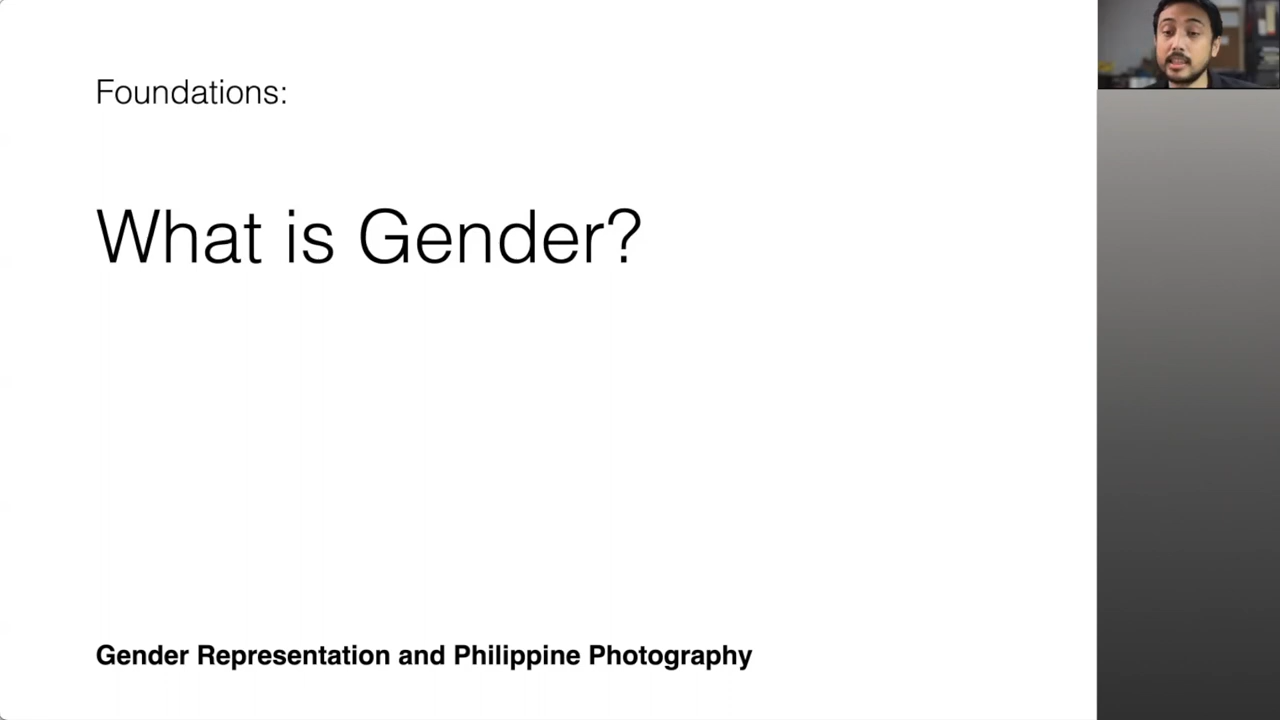 Foundations:
What is Gender?
Gender Representation and Philippine Photography